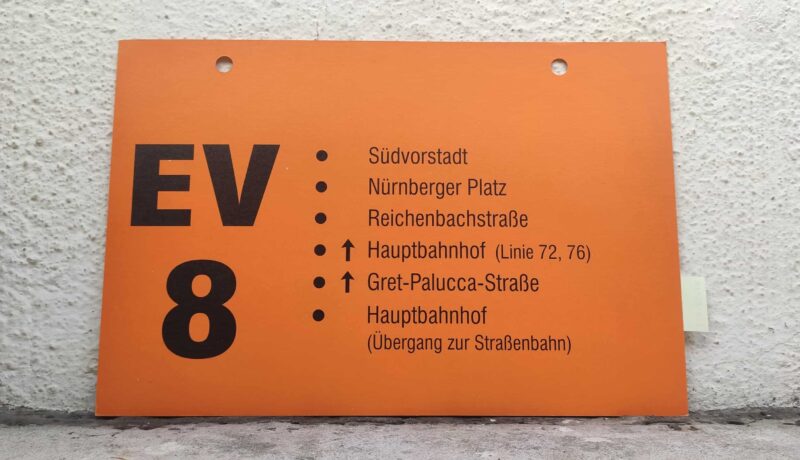 EV
8
• Südvorstadt
• Nürnberger Platz
• Reichenbachstraße
• ↑ Hauptbahnhof (Linie 72, 76)
• ↑ Gret-Palucca-Straße
• Hauptbahnhof
(Übergang zur Straßenbahn)